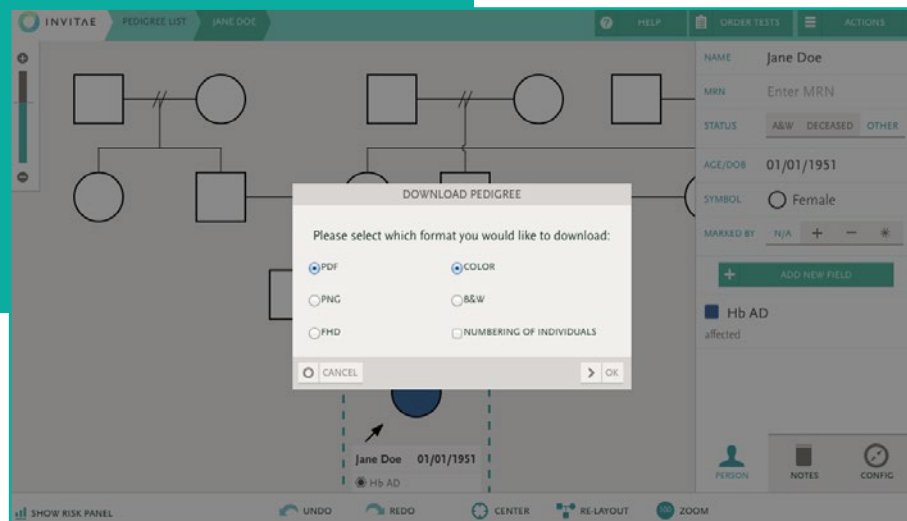 INVITAE PEDIGREE LIST JANE DOE HELP ORDER TESTS ACTIONS
NAME Jane Doe
MRN Enter MRN
STATUS A&W DECEASED OTHER
AGE/DOB 01/01/1951
SYMBOL Female
MARKED BY N/A + − *
+ ADD NEW FIELD
Hb AD
affected
DOWNLOAD PEDIGREE
Please select which format you would like to download:
PDF COLOR
PNG B&W
FHD NUMBERING OF INDIVIDUALS
CANCEL OK
Jane Doe 01/01/1951
Hb AD
PERSON NOTES CONFIG
SHOW RISK PANEL UNDO REDO CENTER RE-LAYOUT 100 ZOOM